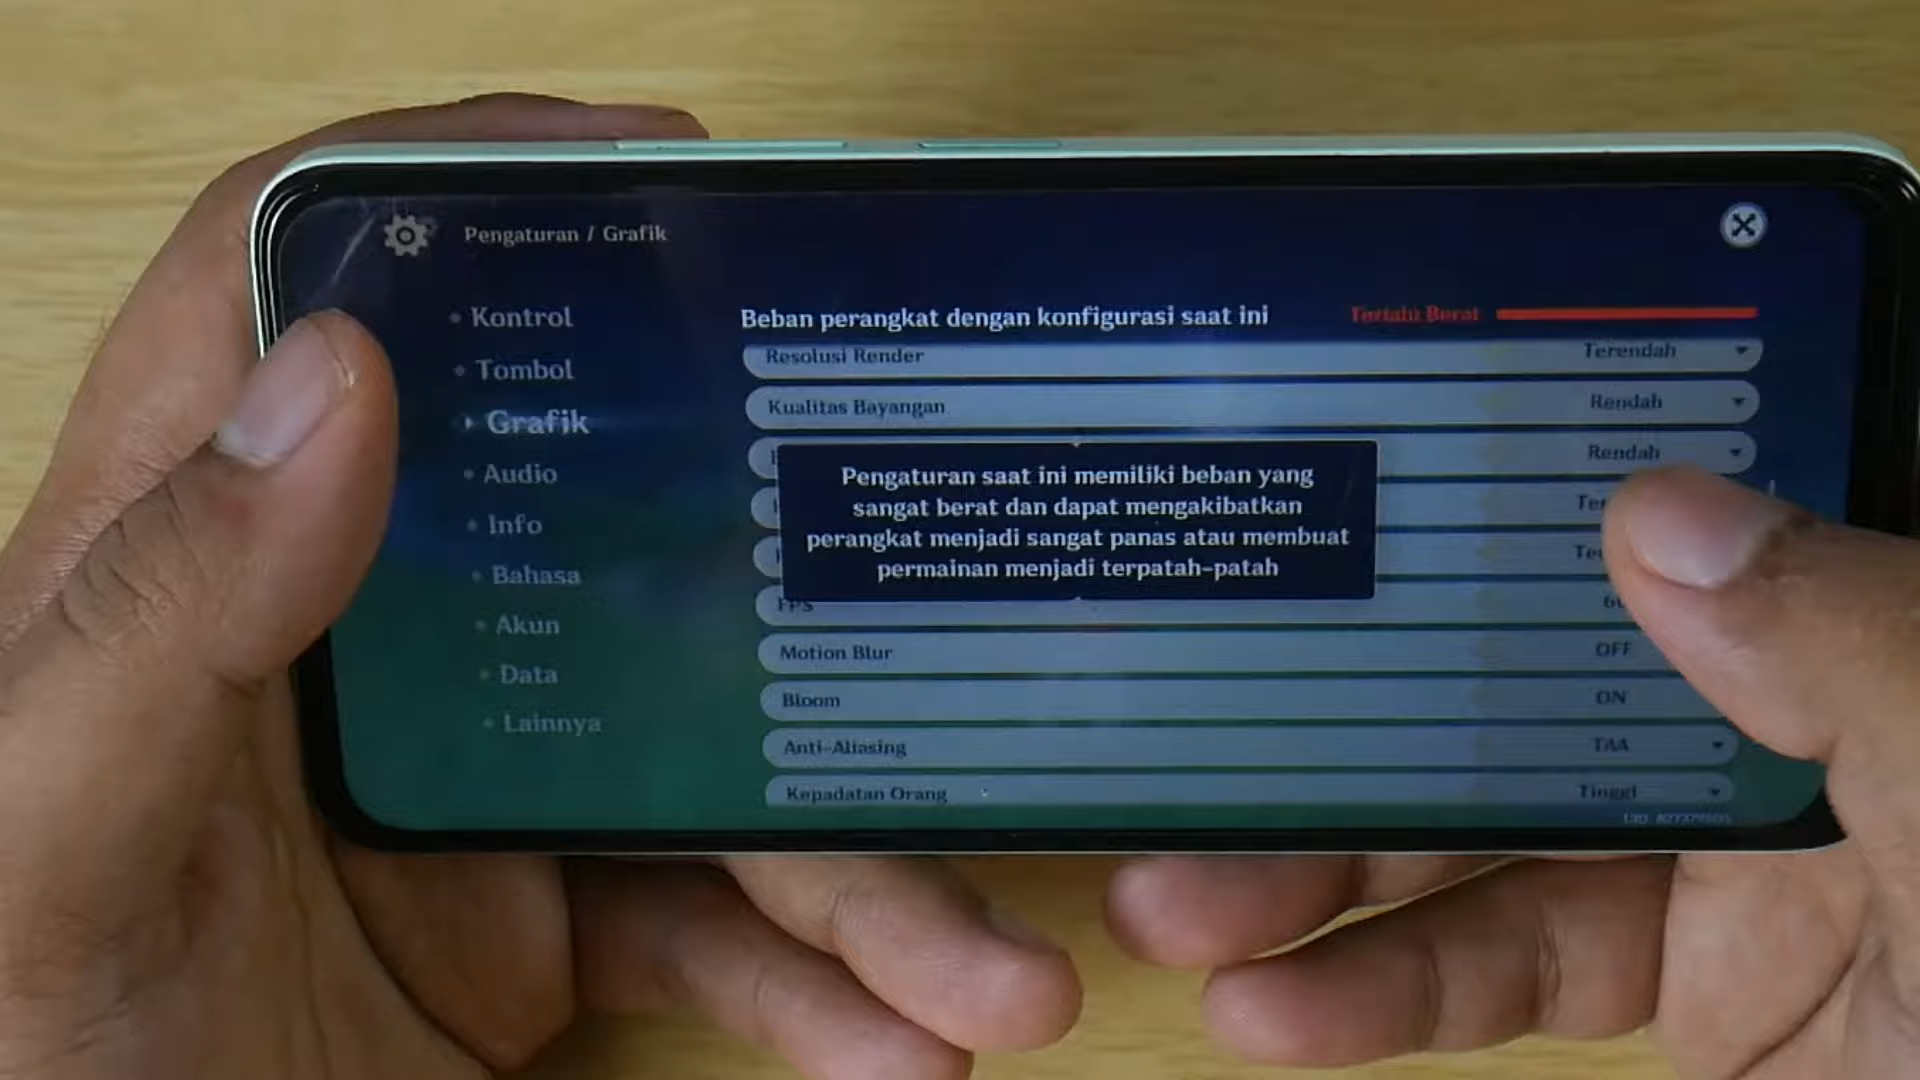 Pengaturan / Grafik
Kontrol
Tombol
Grafik
Audio
Info
Bahasa
Akun
Data
Lainnya
Beban perangkat dengan konfigurasi saat ini Terlalu Berat
Resolusi Render Terendah
Kualitas Bayangan Rendah
Rendah
Pengaturan saat ini memiliki beban yang
sangat berat dan dapat mengakibatkan
perangkat menjadi sangat panas atau membuat
permainan menjadi terpatah-patah
FPS
Motion Blur OFF
Bloom ON
Anti-Aliasing TAA
Kepadatan Orang Tinggi